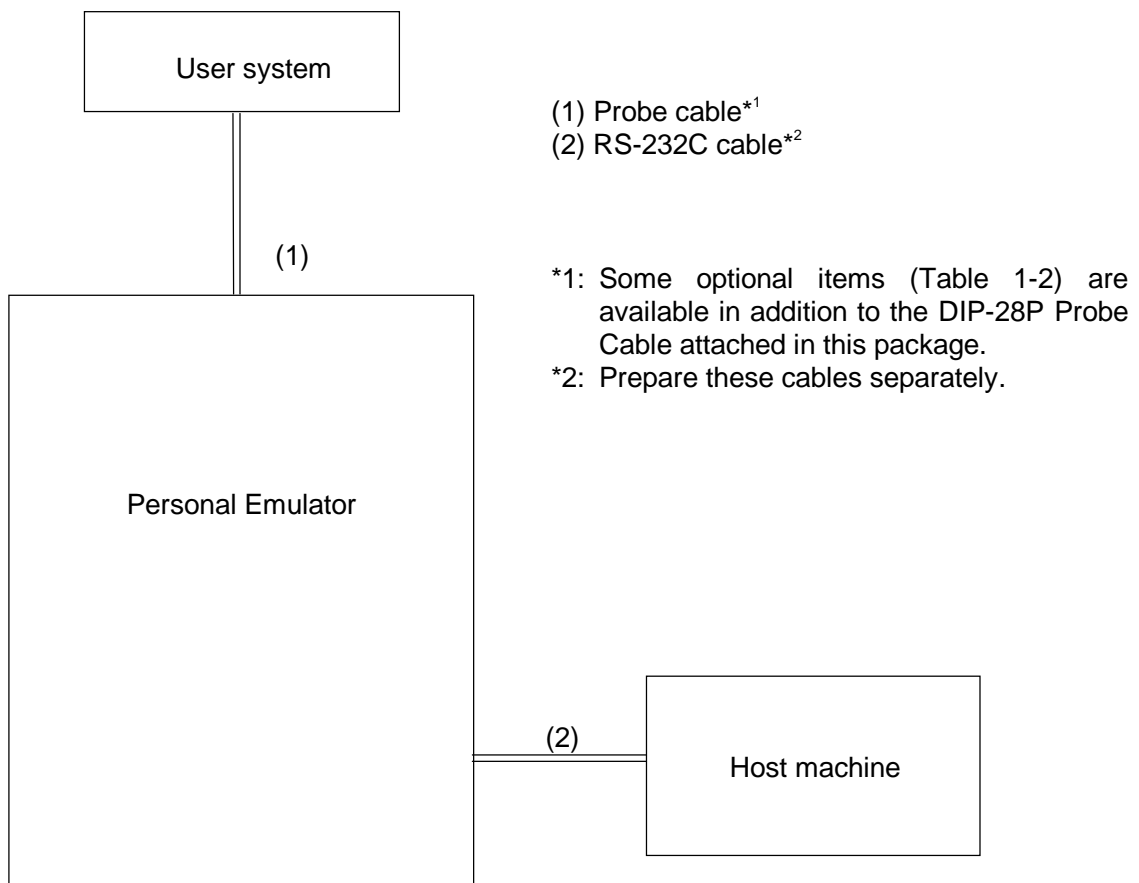 User system
(1) Probe cable*1
(2) RS-232C cable*2
(1)
*1: Some optional items (Table 1-2) are
available in addition to the DIP-28P Probe
Cable attached in this package.
*2: Prepare these cables separately.
Personal Emulator
(2)
Host machine